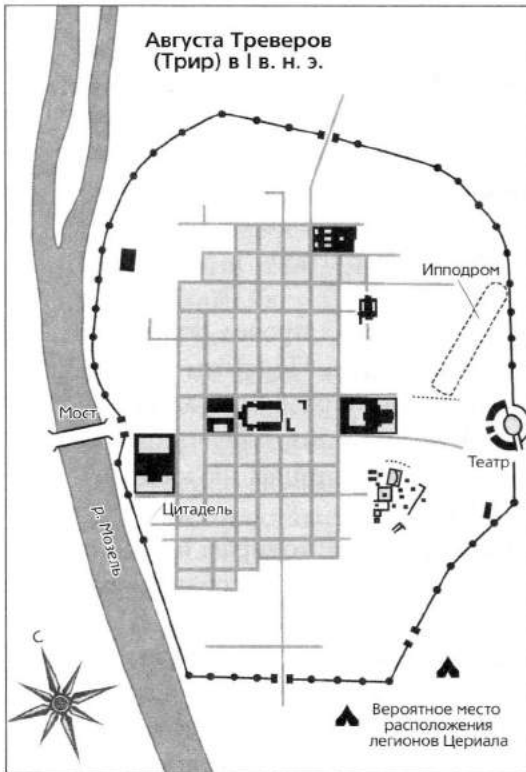 Августа Треверов
(Трир) в I в. н. э.
Ипподром
Мост
Театр
Цитадель
р. Мозель
С
Вероятное место
расположения
легионов Цериала